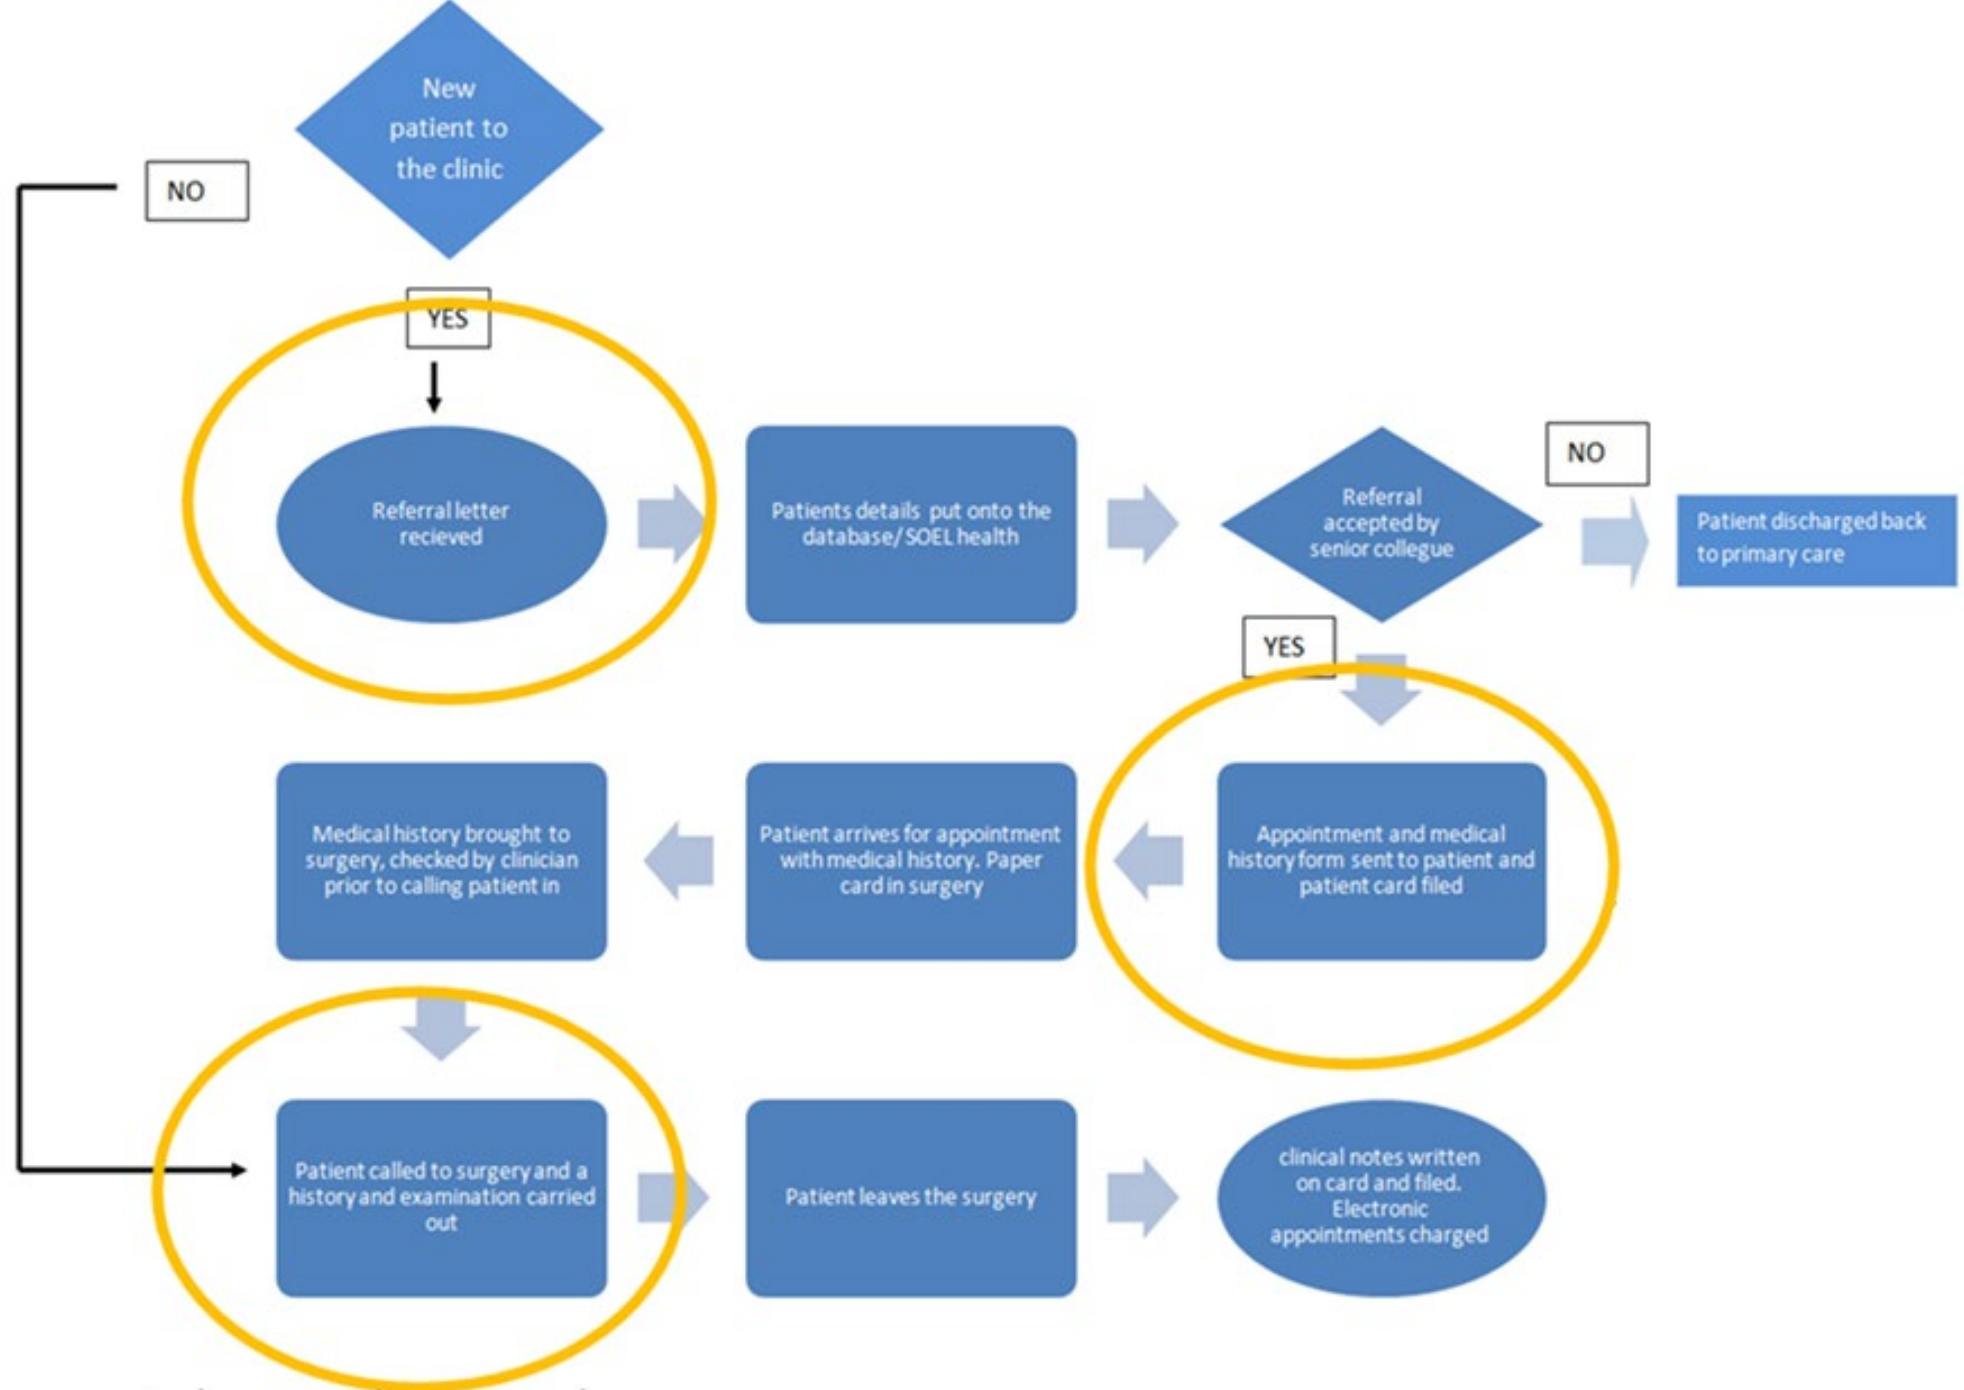 New
patient to
the clinic
NO
YES
Referral letter
recieved
Patients details put onto the
database/ SOEL health
Referral
accepted by
senior collegue
NO
Patient discharged back
to primary care
YES
Appointment and medical
history form sent to patient and
patient card filed
Patient arrives for appointment
with medical history. Paper
card in surgery
Medical history brought to
surgery, checked by clinician
prior to calling patient in
Patient called to surgery and a
history and examination carried
out
Patient leaves the surgery
clinical notes written
on card and filed.
Electronic
appointments charged